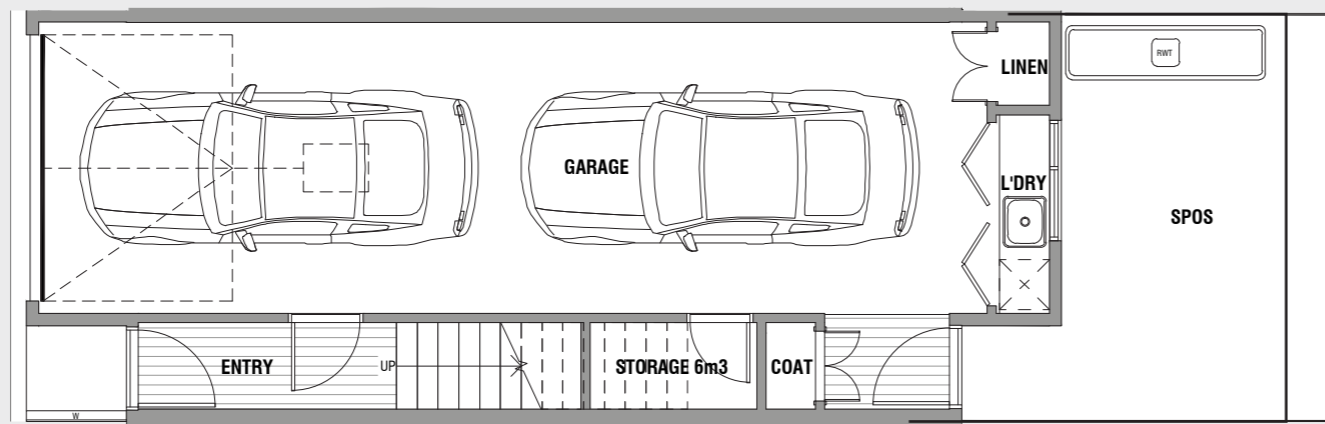 RWT
LINEN
GARAGE
L'DRY
SPOS
ENTRY
UP
STORAGE 6m3
COAT
W